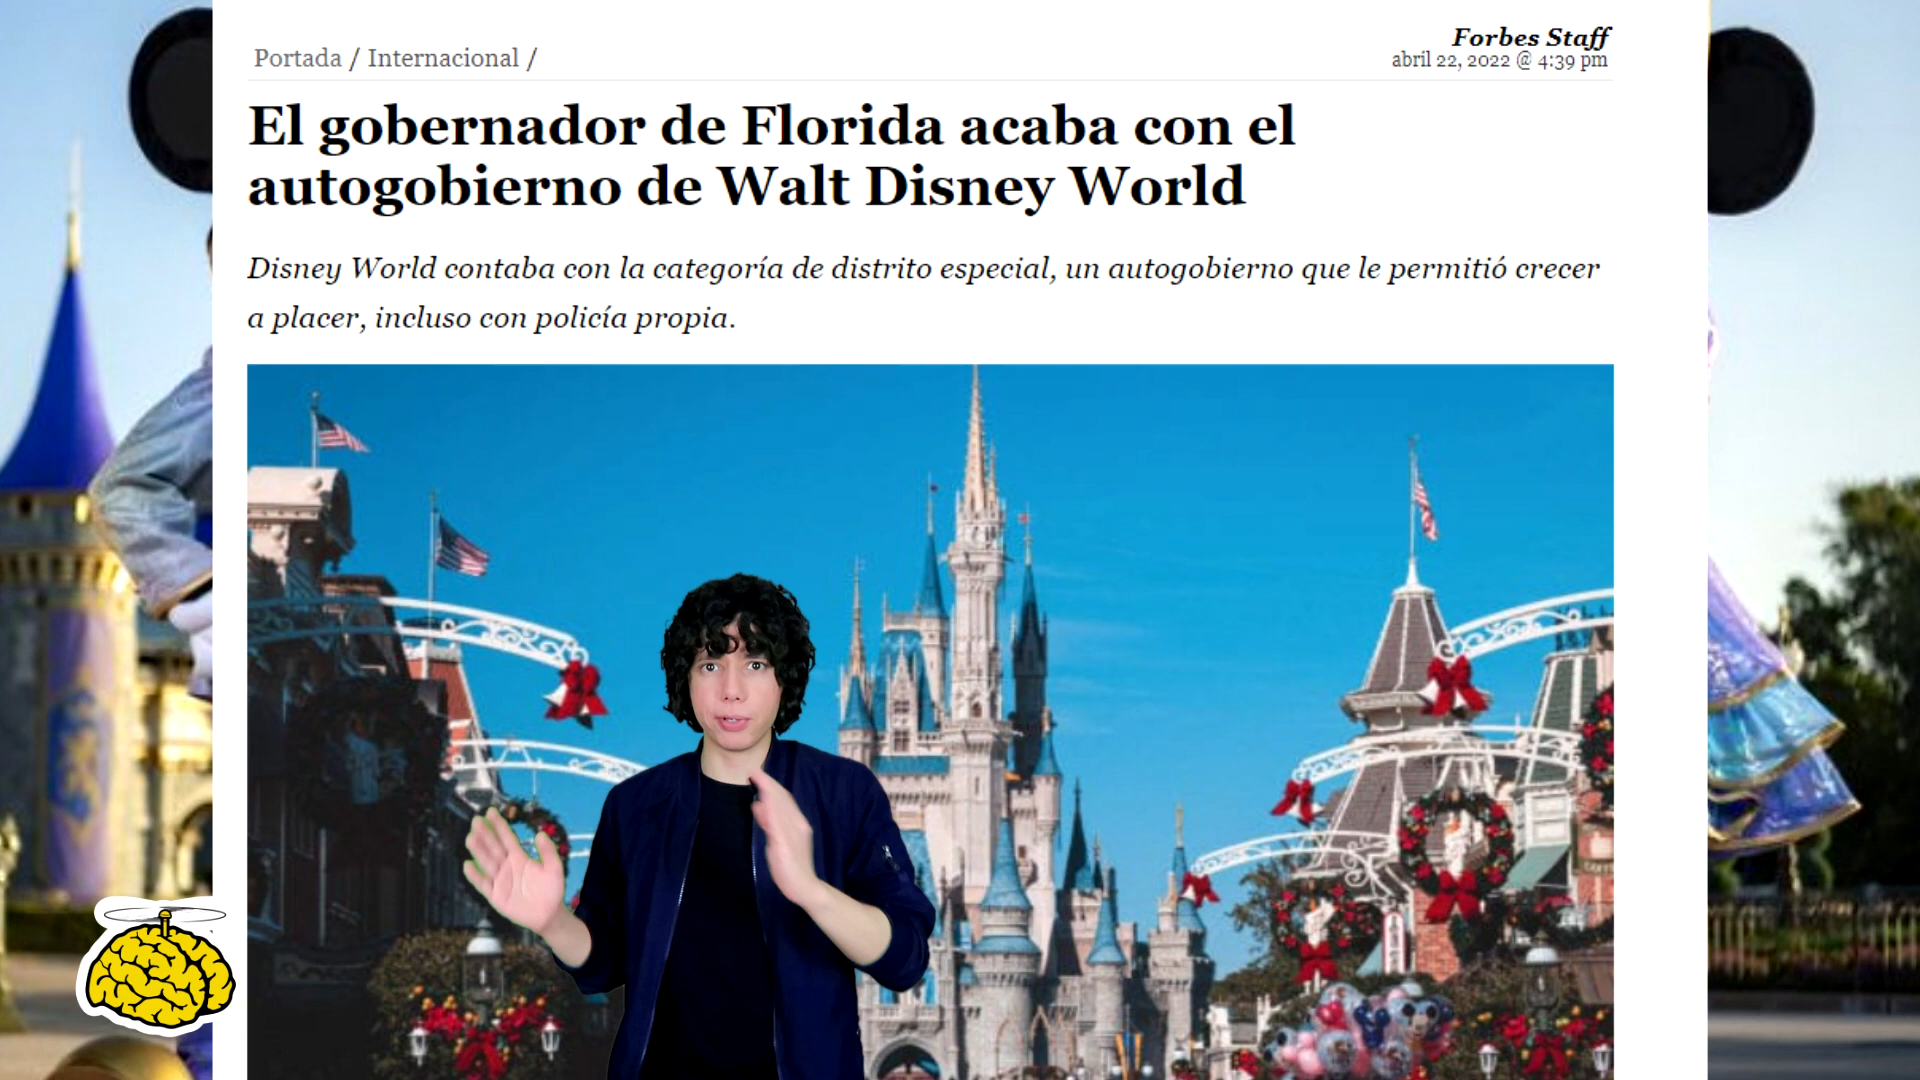 Portada / Internacional /
Forbes Staff
abril 22, 2022 @ 4:39 pm
El gobernador de Florida acaba con el
autogobierno de Walt Disney World
Disney World contaba con la categoría de distrito especial, un autogobierno que le permitió crecer
a placer, incluso con policía propia.